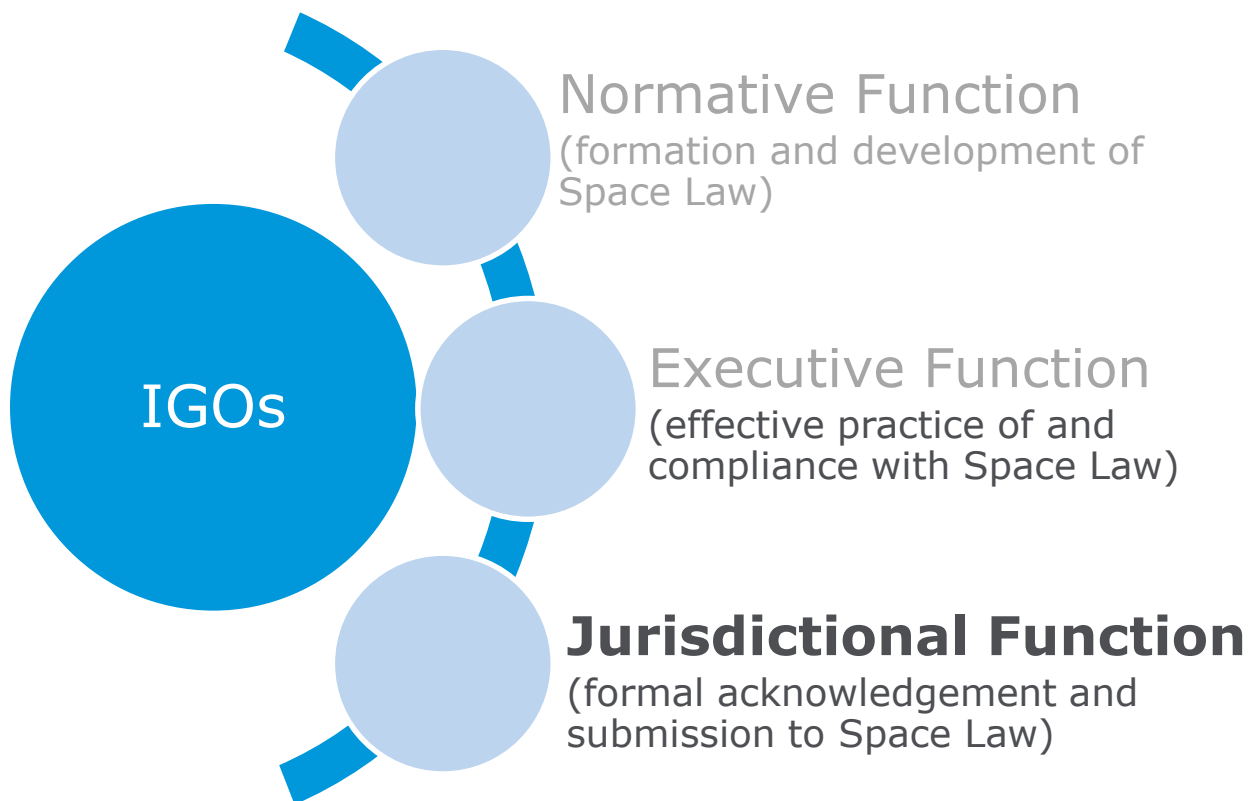 Normative Function
(formation and development of
Space Law)
IGOs
Executive Function
(effective practice of and
compliance with Space Law)
Jurisdictional Function
(formal acknowledgement and
submission to Space Law)